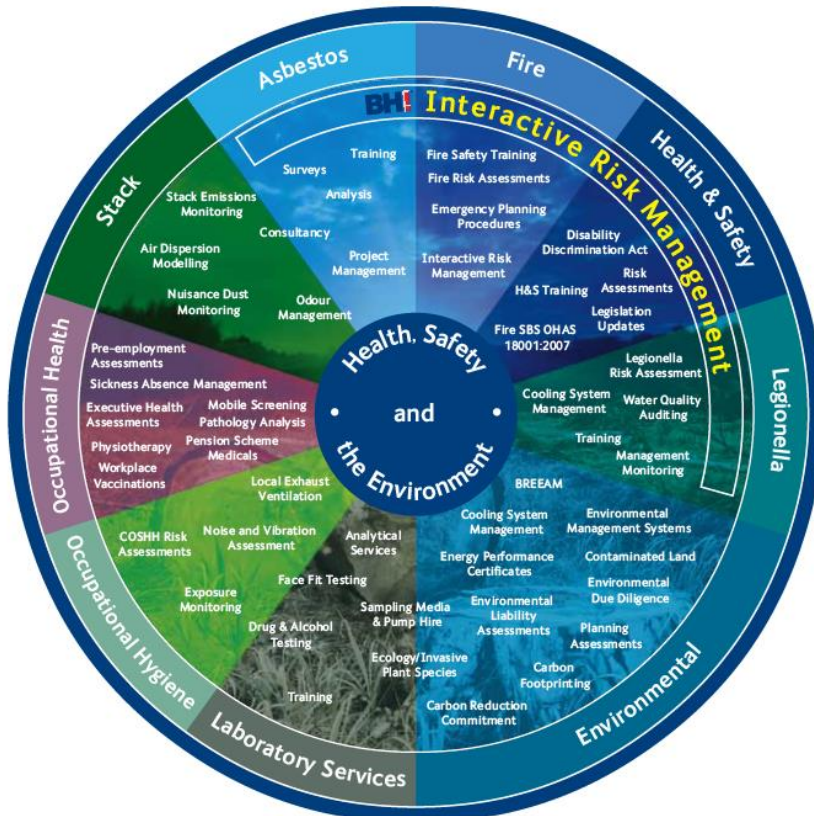 Asbestos
Fire
Health & Safety
Legionella
Environmental
Laboratory Services
Occupational Hygiene
Occupational Health
Stack
BH! Interactive Risk Management
Health, Safety
and
the Environment
Training
Surveys
Analysis
Consultancy
Project
Management
Fire Safety Training
Fire Risk Assessments
Emergency Planning
Procedures
Interactive Risk
Management
Disability
Discrimination Act
Risk
Assessments
H&S Training
Legislation
Updates
Fire SBS OHAS
18001:2007
Legionella
Risk Assessment
Cooling System
Management
Water Quality
Auditing
Training
Management
Monitoring
BREEAM
Cooling System
Management
Environmental
Management Systems
Energy Performance
Certificates
Contaminated Land
Environmental
Due Diligence
Environmental
Liability
Assessments
Planning
Assessments
Carbon
Footprinting
Carbon Reduction
Commitment
Analytical
Services
Face Fit Testing
Sampling Media
& Pump Hire
Drug & Alcohol
Testing
Ecology/Invasive
Plant Species
Training
Local Exhaust
Ventilation
COSHH Risk
Assessments
Noise and Vibration
Assessment
Exposure
Monitoring
Pre-employment
Assessments
Sickness Absence Management
Executive Health
Assessments
Mobile Screening
Pathology Analysis
Physiotherapy
Pension Scheme
Medicals
Workplace
Vaccinations
Stack Emissions
Monitoring
Air Dispersion
Modelling
Nuisance Dust
Monitoring
Odour
Management